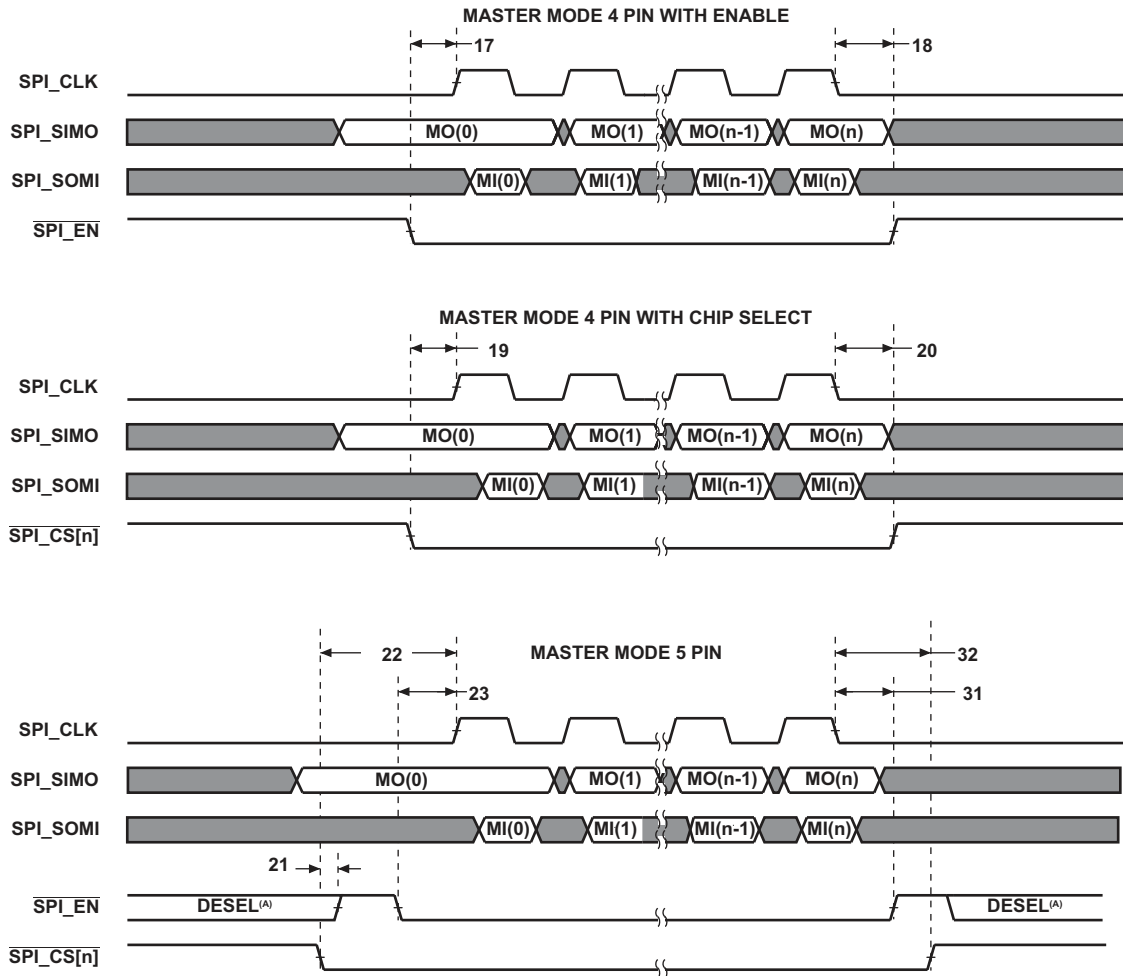 MASTER MODE 4 PIN WITH ENABLE
17 18
SPI_CLK
SPI_SIMO MO(0) MO(1) MO(n-1) MO(n)
SPI_SOMI MI(0) MI(1) MI(n-1) MI(n)
SPI_EN
MASTER MODE 4 PIN WITH CHIP SELECT
19 20
SPI_CLK
SPI_SIMO MO(0) MO(1) MO(n-1) MO(n)
SPI_SOMI MI(0) MI(1) MI(n-1) MI(n)
SPI_CS[n]
22 MASTER MODE 5 PIN 32
23 31
SPI_CLK
SPI_SIMO MO(0) MO(1) MO(n-1) MO(n)
SPI_SOMI MI(0) MI(1) MI(n-1) MI(n)
21
SPI_EN DESEL(A) DESEL(A)
SPI_CS[n]